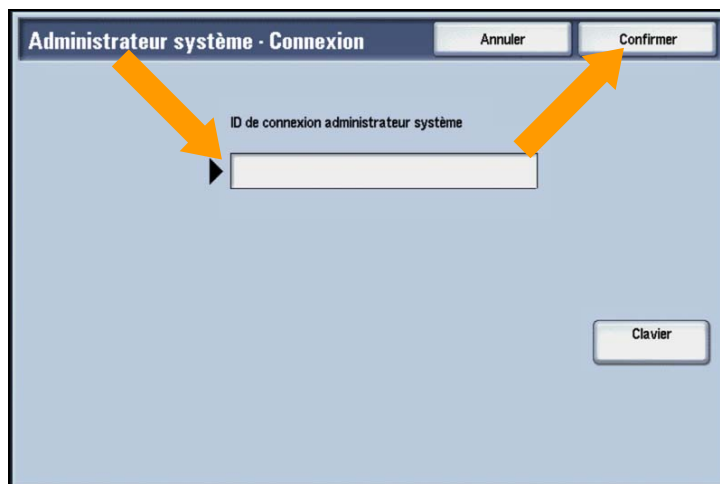 Administrateur système - Connexion
Annuler
Confirmer
ID de connexion administrateur système
Clavier